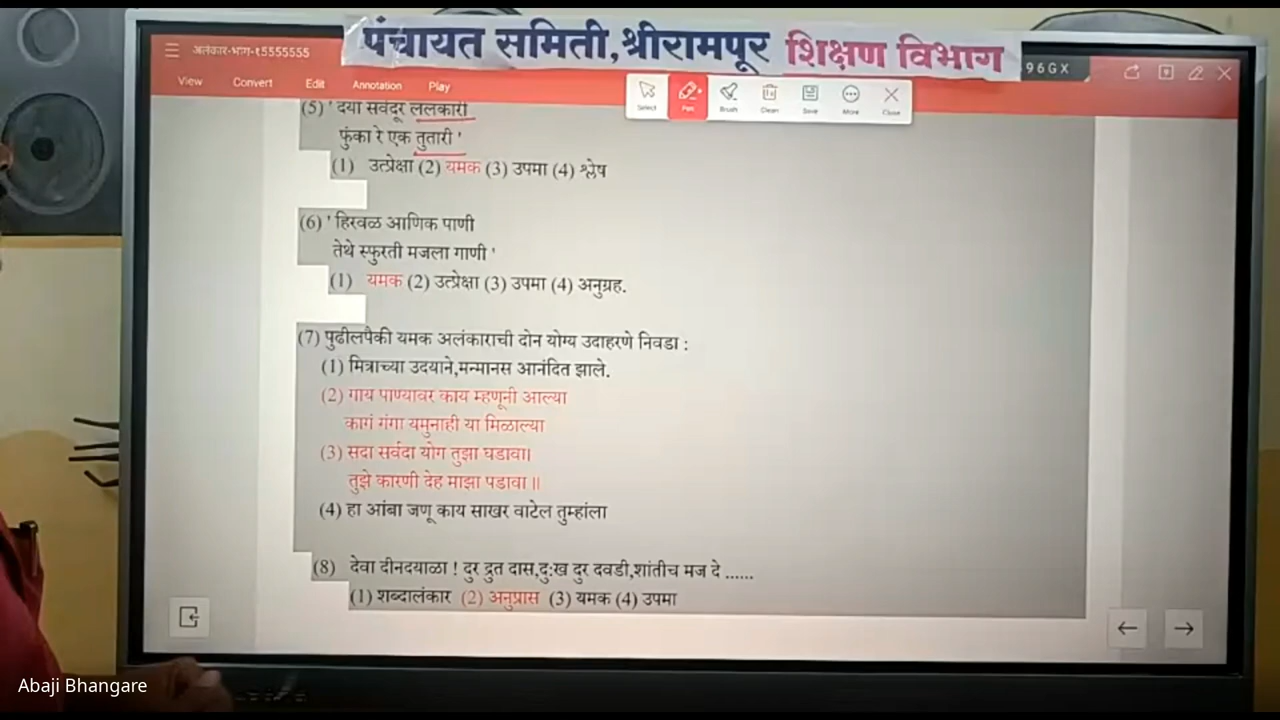 पंचायत समिती,श्रीरामपूर शिक्षण विभाग
अलंकार-भाग-१5555555
96GX
View Convert Edit Annotation Play
Select Pen Brush Clean Save More Close
(5) ' दया सर्वदूर ललकारी
फुंका रे एक तुतारी '
(1) उत्प्रेक्षा (2) यमक (3) उपमा (4) श्लेष
(6) ' हिरवळ आणिक पाणी
तेथे स्फुरती मजला गाणी '
(1) यमक (2) उत्प्रेक्षा (3) उपमा (4) अनुग्रह.
(7) पुढीलपैकी यमक अलंकाराची दोन योग्य उदाहरणे निवडा :
(1) मित्राच्या उदयाने,मन्मानस आनंदित झाले.
(2) गाय पाण्यावर काय म्हणूनी आल्या
कागं गंगा यमुनाही या मिळाल्या
(3) सदा सर्वदा योग तुझा घडावा।
तुझे कारणी देह माझा पडावा॥
(4) हा आंबा जणू काय साखर वाटेल तुम्हांला
(8) देवा दीनदयाळा ! दुर द्रुत दास,दु:ख दुर दवडी,शांतीच मज दे ......
(1) शब्दालंकार (2) अनुप्रास (3) यमक (4) उपमा
Abaji Bhangare